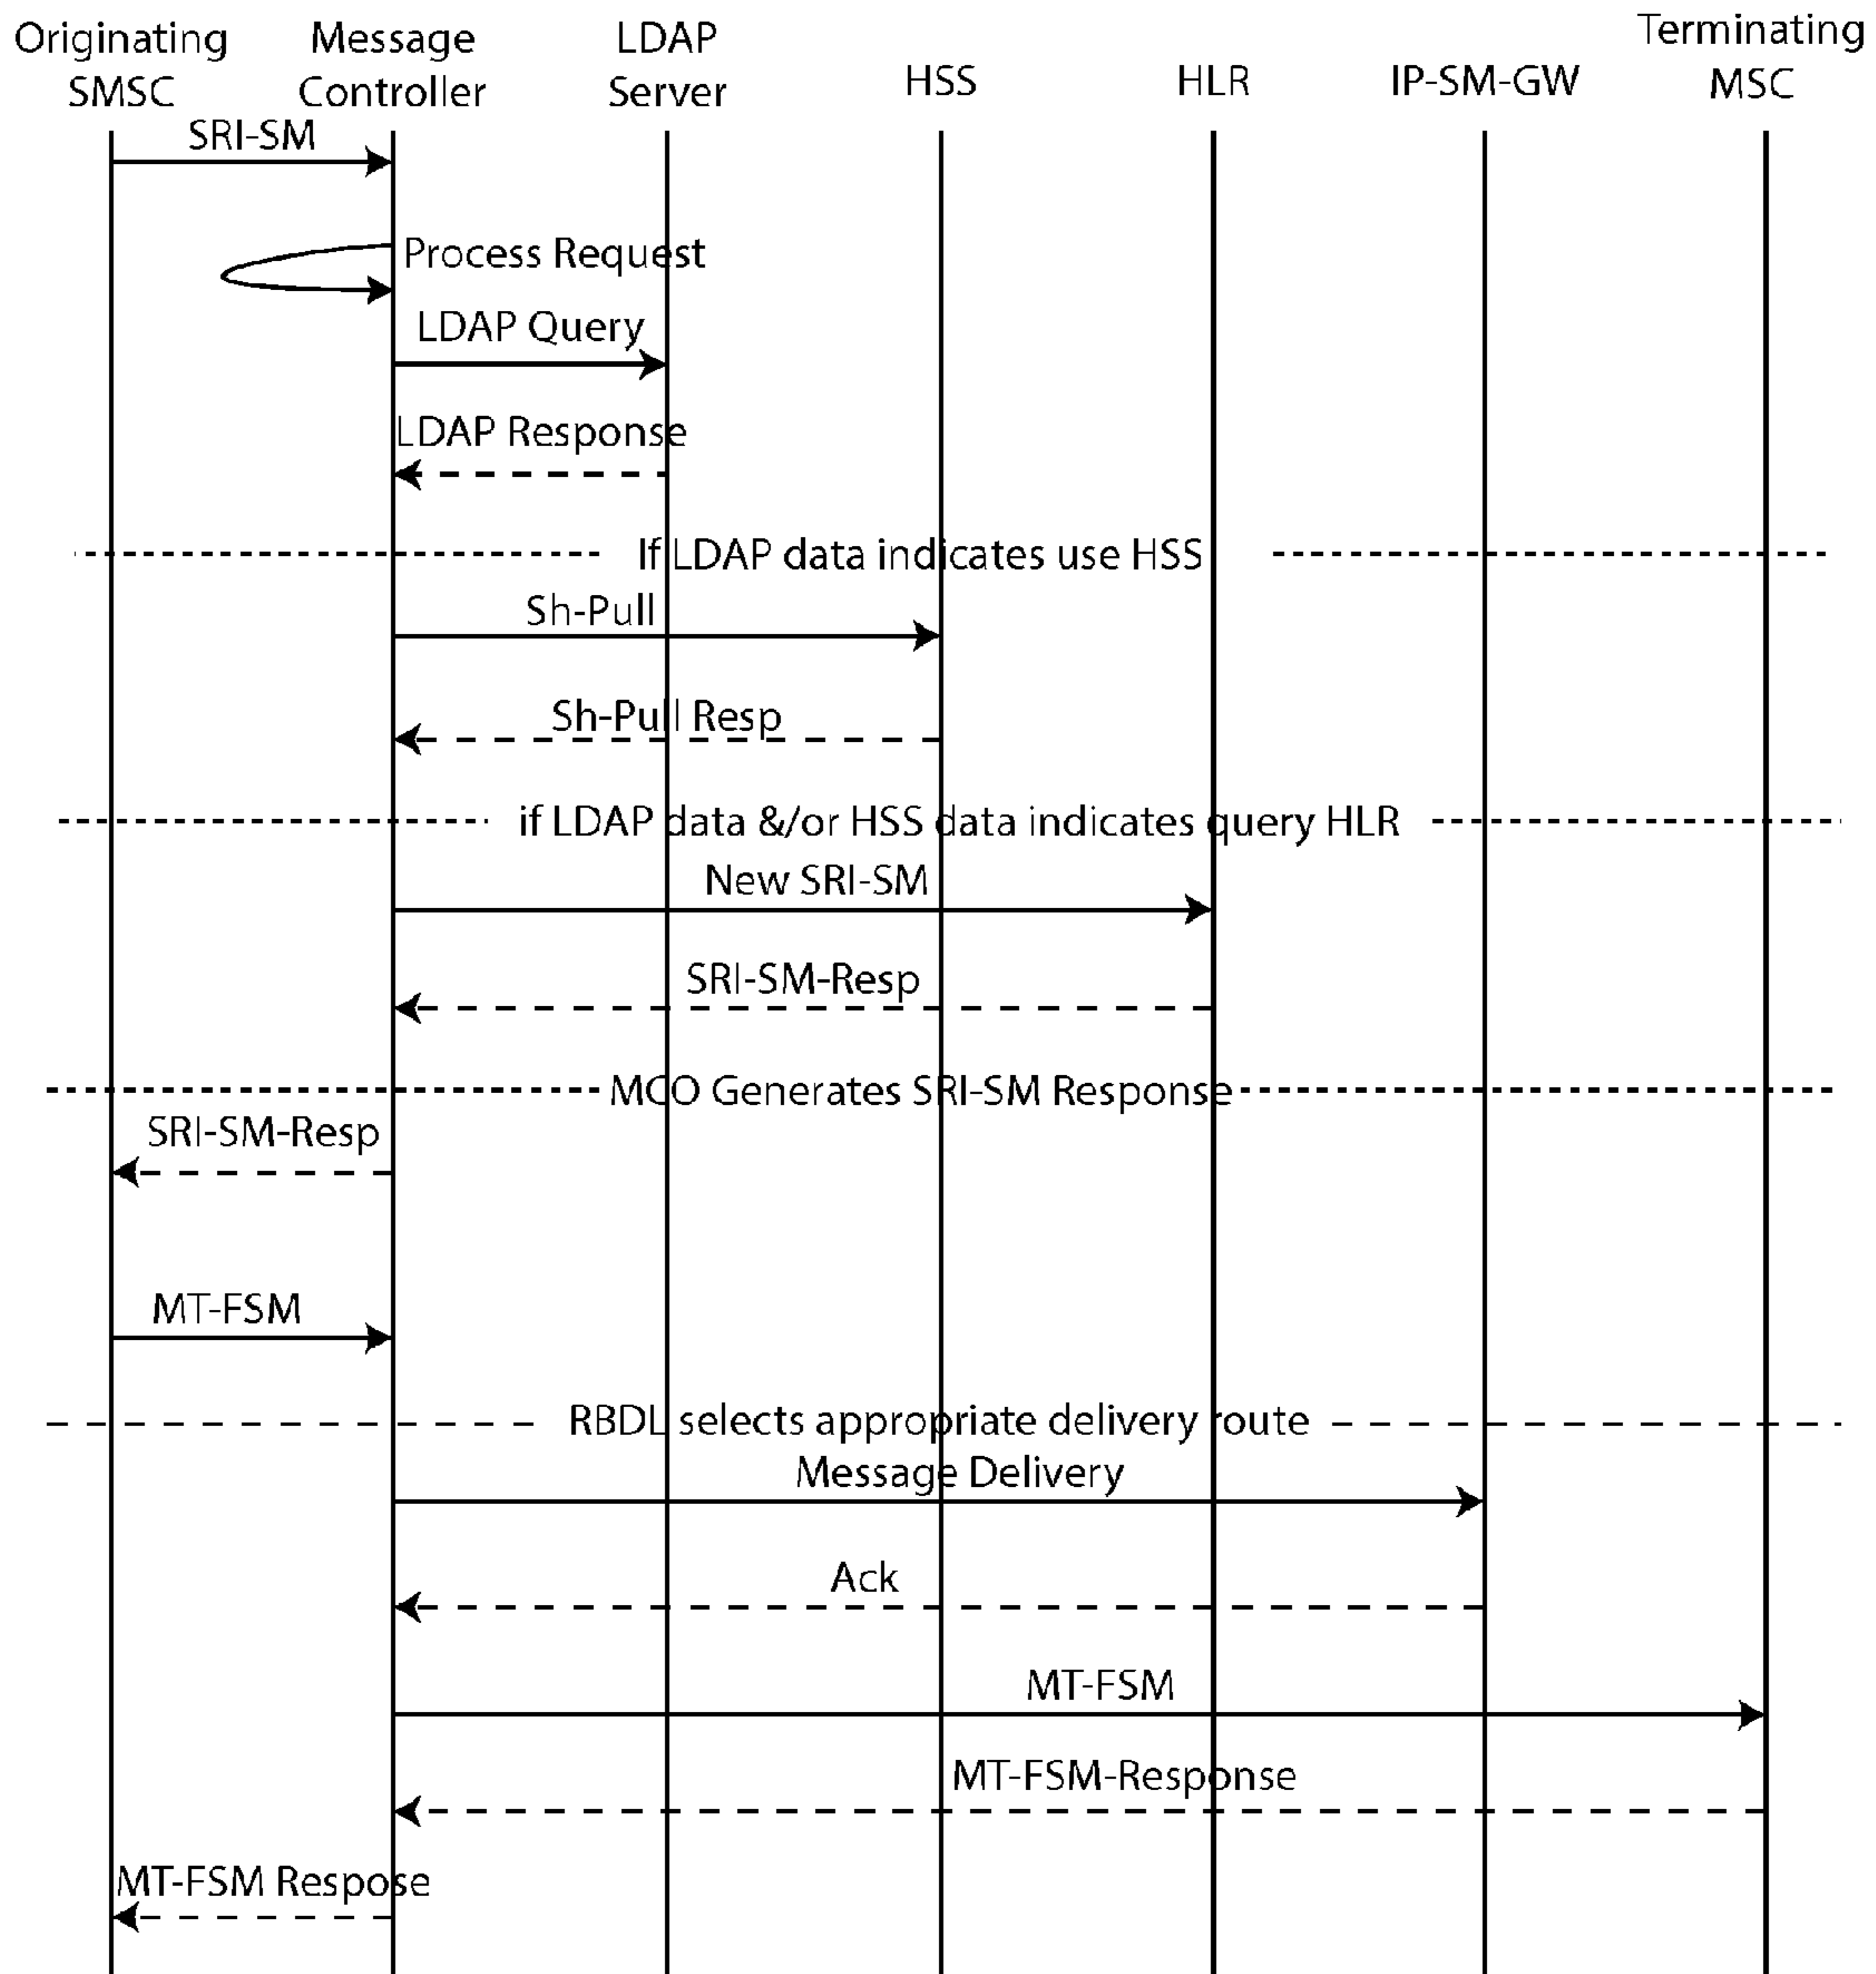 Originating
SMSC
Message
Controller
LDAP
Server
HSS
HLR
IP-SM-GW
Terminating
MSC
SRI-SM
Process Request
LDAP Query
LDAP Response
If LDAP data indicates use HSS
Sh-Pull
Sh-Pull Resp
if LDAP data &/or HSS data indicates query HLR
New SRI-SM
SRI-SM-Resp
MCO Generates SRI-SM Response
SRI-SM-Resp
MT-FSM
RBDL selects appropriate delivery route
Message Delivery
Ack
MT-FSM
MT-FSM-Response
MT-FSM Respose